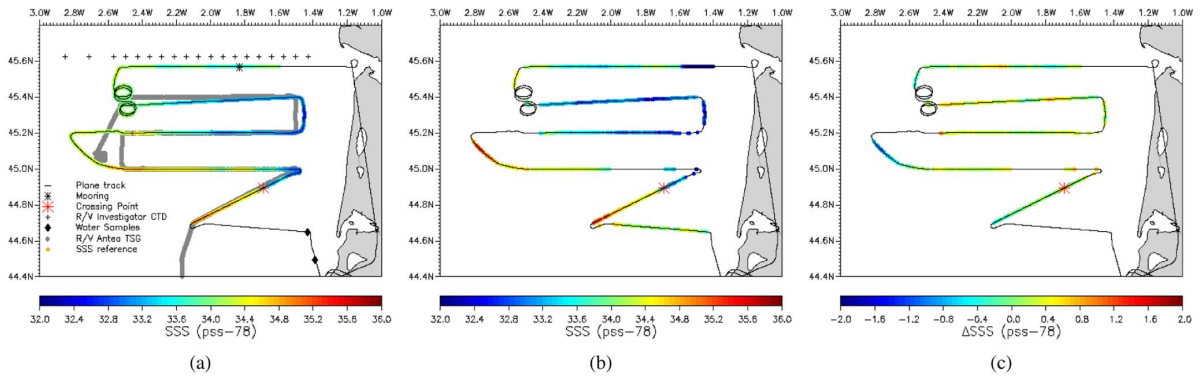 3.0W 2.8W 2.6W 2.4W 2.2W 2.0W 1.8W 1.6W 1.4W 1.2W 1.0W
45.6N
45.4N
45.2N
45.0N
44.8N
44.6N
44.4N
Plane track
Mooring
Crossing Point
R/V Investigator CTD
Water Samples
R/V Antea TSG
SSS reference
32.0 32.4 32.8 33.2 33.6 34.0 34.4 34.8 35.2 35.6 36.0
SSS (pss-78)
(a)
3.0W 2.8W 2.6W 2.4W 2.2W 2.0W 1.8W 1.6W 1.4W 1.2W 1.0W
45.6N
45.4N
45.2N
45.0N
44.8N
44.6N
44.4N
32.0 32.4 32.8 33.2 33.6 34.0 34.4 34.8 35.2 35.6 36.0
SSS (pss-78)
(b)
3.0W 2.8W 2.6W 2.4W 2.2W 2.0W 1.8W 1.6W 1.4W 1.2W 1.0W
45.6N
45.4N
45.2N
45.0N
44.8N
44.6N
44.4N
-2.0 -1.6 -1.2 -0.8 -0.4 0.0 0.4 0.8 1.2 1.6 2.0
ΔSSS (pss-78)
(c)